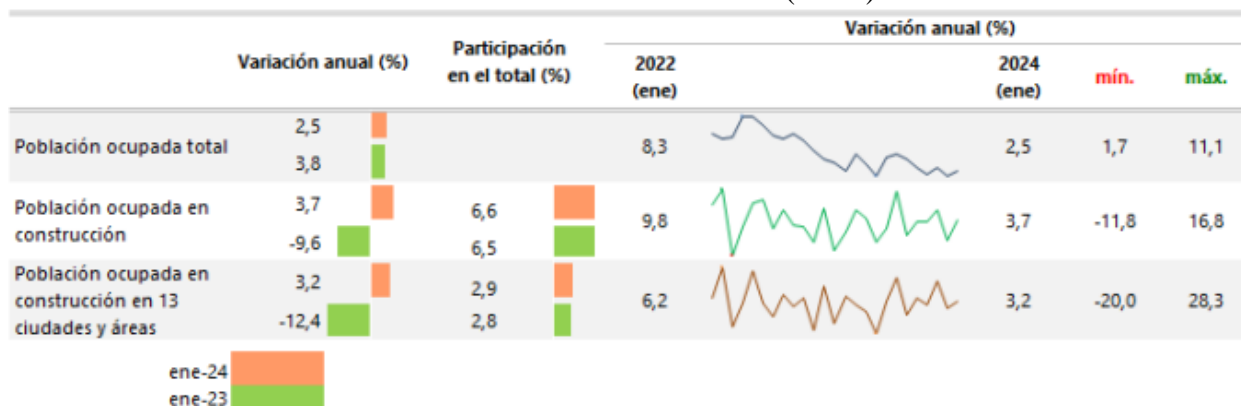 Variación anual (%)
Variación anual (%)
Participación
en el total (%)
2022
(ene)
2024
(ene)
mín.
máx.
Población ocupada total
2,5
3,8
8,3
2,5
1,7
11,1
Población ocupada en
construcción
3,7
-9,6
6,6
6,5
9,8
3,7
-11,8
16,8
Población ocupada en
construcción en 13
ciudades y áreas
3,2
-12,4
2,9
2,8
6,2
3,2
-20,0
28,3
ene-24
ene-23